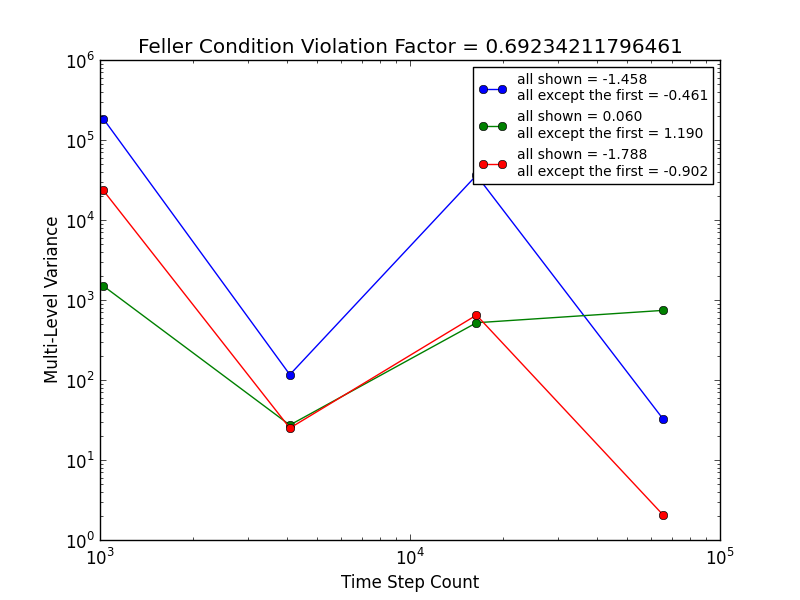 Feller Condition Violation Factor = 0.69234211796461
all shown = -1.458
all except the first = -0.461
all shown = 0.060
all except the first = 1.190
all shown = -1.788
all except the first = -0.902
Multi-Level Variance
10^6
10^5
10^4
10^3
10^2
10^1
10^0
10^3
10^4
10^5
Time Step Count